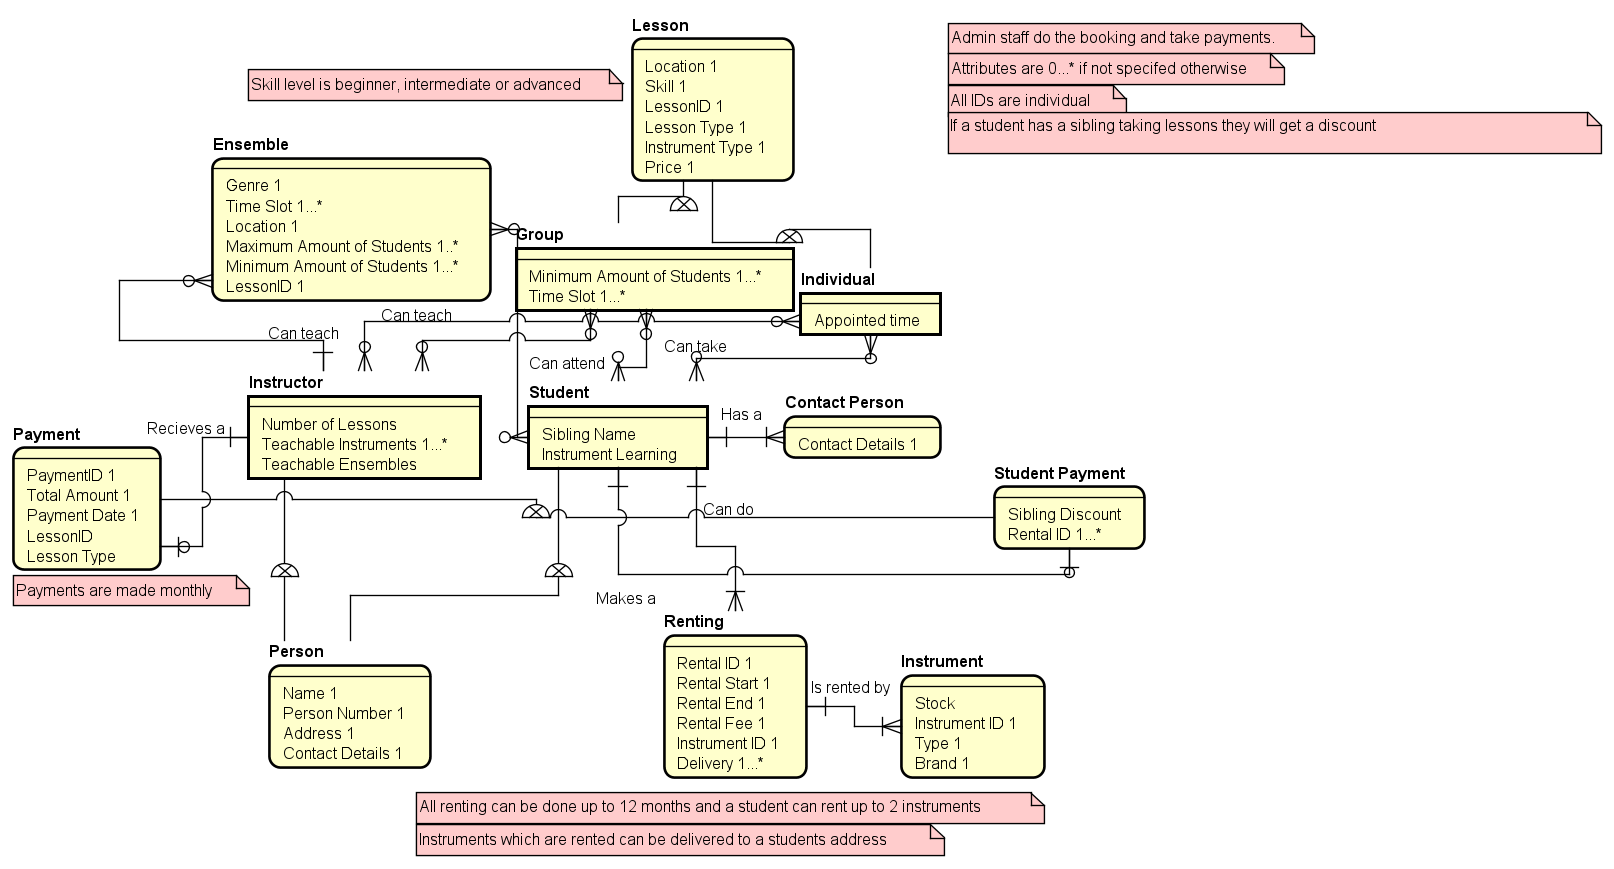 Lesson
Location 1
Skill 1
LessonID 1
Lesson Type 1
Instrument Type 1
Price 1
Admin staff do the booking and take payments.
Attributes are 0...* if not specifed otherwise
All IDs are individual
If a student has a sibling taking lessons they will get a discount
Skill level is beginner, intermediate or advanced
Ensemble
Genre 1
Time Slot 1...*
Location 1
Maximum Amount of Students 1..*
Minimum Amount of Students 1...*
LessonID 1
Group
Minimum Amount of Students 1...*
Time Slot 1...*
Individual
Appointed time
Can teach
Can teach
Can attend
Can take
Instructor
Number of Lessons
Teachable Instruments 1...*
Teachable Ensembles
Student
Sibling Name
Instrument Learning
Has a
Contact Person
Contact Details 1
Recieves a
Payment
PaymentID 1
Total Amount 1
Payment Date 1
LessonID
Lesson Type
Payments are made monthly
Student Payment
Sibling Discount
Rental ID 1...*
Can do
Makes a
Person
Name 1
Person Number 1
Address 1
Contact Details 1
Renting
Rental ID 1
Rental Start 1
Rental End 1
Rental Fee 1
Instrument ID 1
Delivery 1...*
Is rented by
Instrument
Stock
Instrument ID 1
Type 1
Brand 1
All renting can be done up to 12 months and a student can rent up to 2 instruments
Instruments which are rented can be delivered to a students address